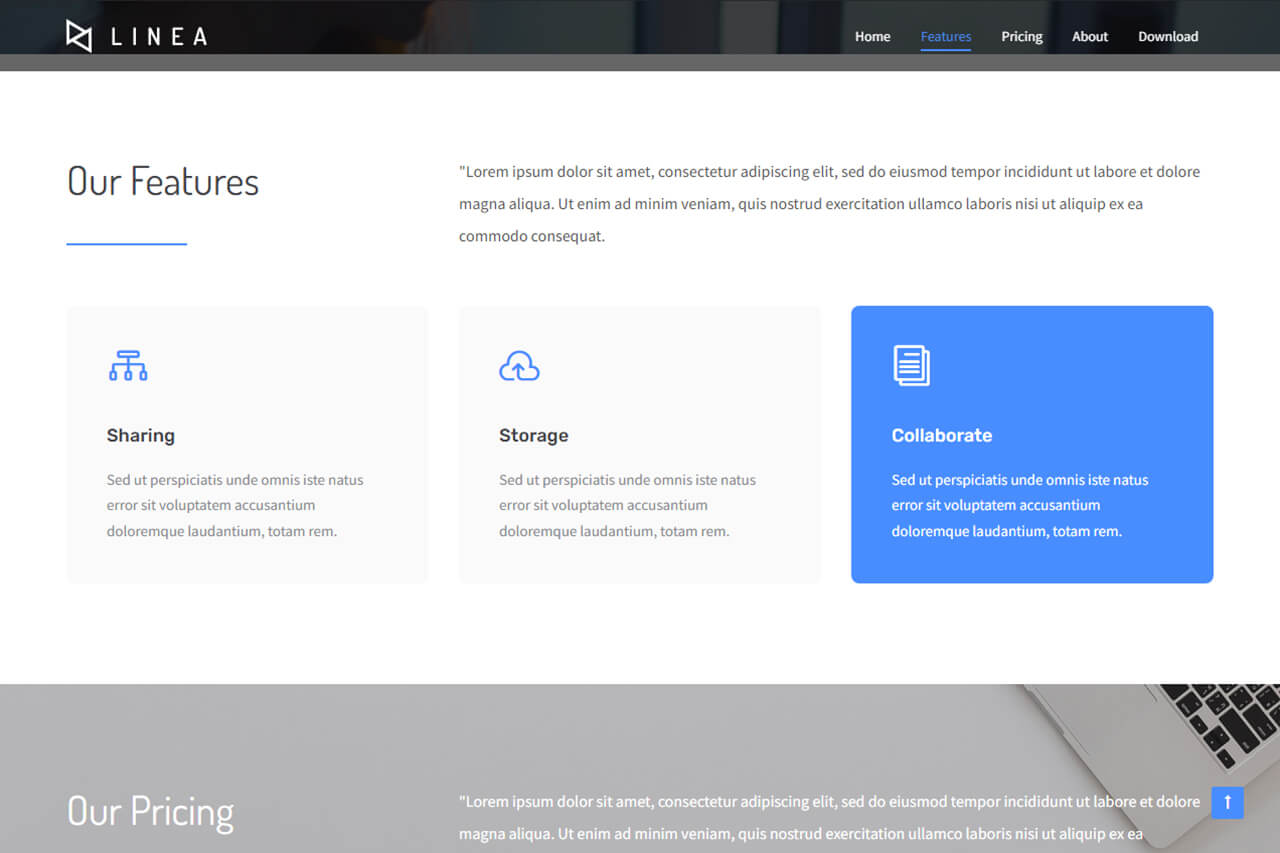 LINEA
Home Features Pricing About Download
Our Features
"Lorem ipsum dolor sit amet, consectetur adipiscing elit, sed do eiusmod tempor incididunt ut labore et dolore
magna aliqua. Ut enim ad minim veniam, quis nostrud exercitation ullamco laboris nisi ut aliquip ex ea
commodo consequat.
Sharing
Sed ut perspiciatis unde omnis iste natus
error sit voluptatem accusantium
doloremque laudantium, totam rem.
Storage
Sed ut perspiciatis unde omnis iste natus
error sit voluptatem accusantium
doloremque laudantium, totam rem.
Collaborate
Sed ut perspiciatis unde omnis iste natus
error sit voluptatem accusantium
doloremque laudantium, totam rem.
Our Pricing
"Lorem ipsum dolor sit amet, consectetur adipiscing elit, sed do eiusmod tempor incididunt ut labore et dolore
magna aliqua. Ut enim ad minim veniam, quis nostrud exercitation ullamco laboris nisi ut aliquip ex ea